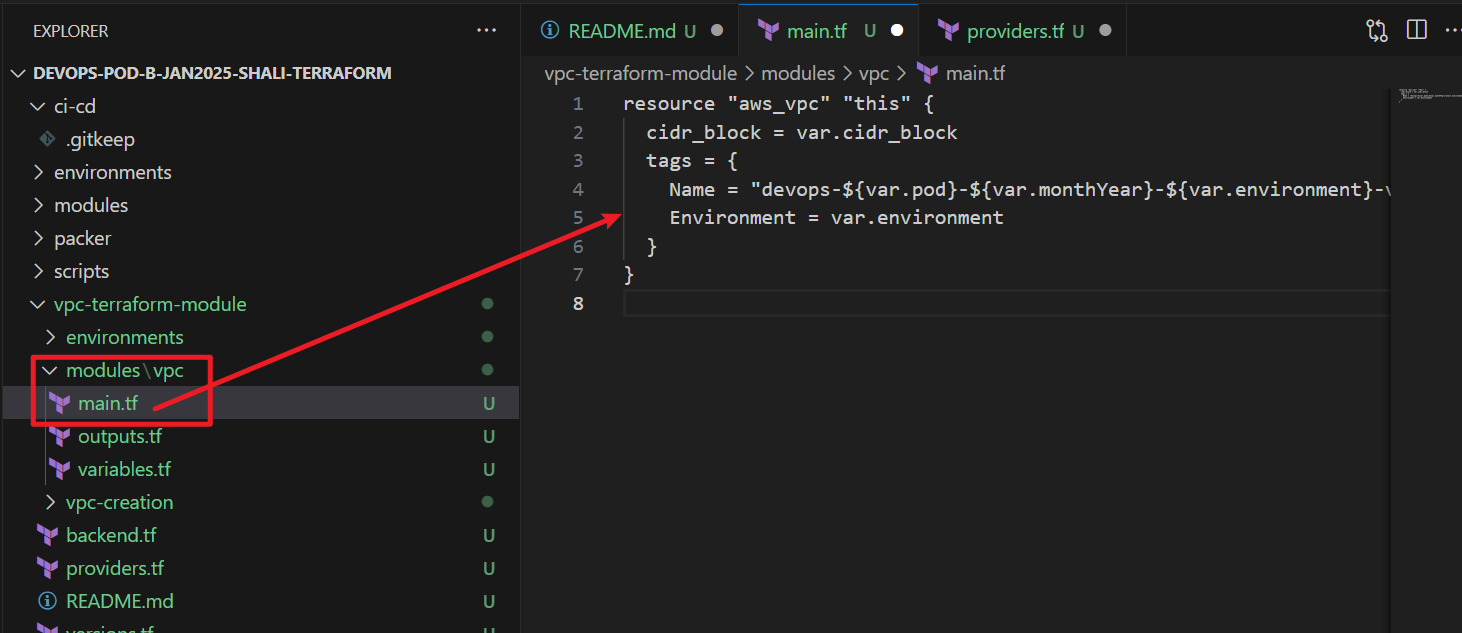 EXPLORER
DEVOPS-POD-B-JAN2025-SHALI-TERRAFORM
ci-cd
.gitkeep
environments
modules
packer
scripts
vpc-terraform-module
environments
modules\vpc
main.tf U
outputs.tf U
variables.tf U
vpc-creation
backend.tf U
providers.tf U
README.md U
versions.tf U
README.md U
main.tf U
providers.tf U
vpc-terraform-module > modules > vpc > main.tf
1 resource "aws_vpc" "this" {
2 cidr_block = var.cidr_block
3 tags = {
4 Name = "devops-${var.pod}-${var.monthYear}-${var.environment}-
5 Environment = var.environment
6 }
7 }
8